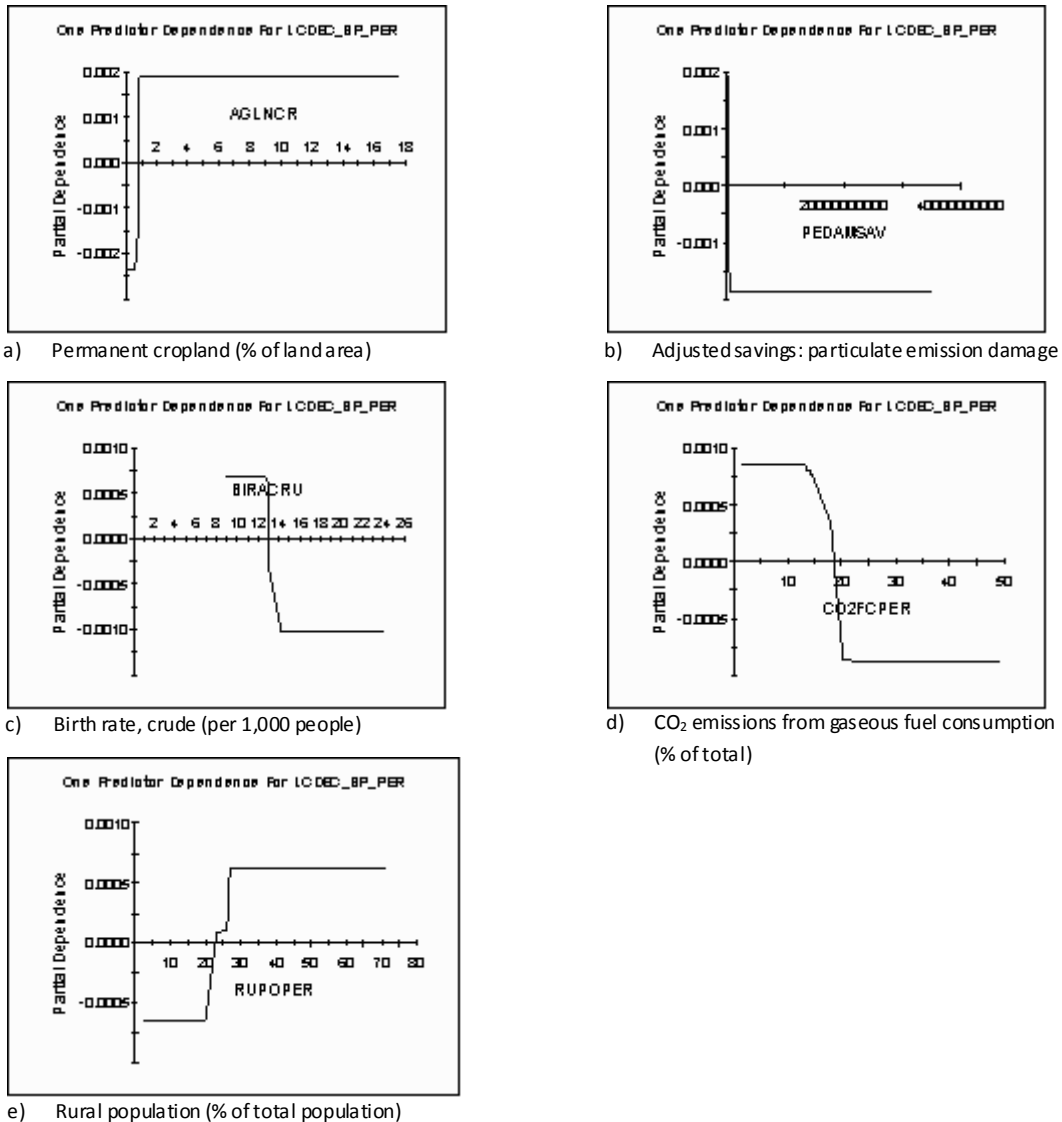 One Predictor Dependence For LCDEC_BP_PER
0.002
0.001
0.000
-0.001
-0.002
Partial Dependence
AGLNCR
2 4 6 8 10 12 14 16 18
a) Permanent cropland (% of land area)
One Predictor Dependence For LCDEC_BP_PER
0.002
0.001
0.000
-0.001
Partial Dependence
20000000000 40000000000
PEDAMSAV
b) Adjusted savings: particulate emission damage
One Predictor Dependence For LCDEC_BP_PER
0.0010
0.0005
0.0000
-0.0005
-0.0010
Partial Dependence
BIRACRU
2 4 6 8 10 12 14 16 18 20 22 24 26
c) Birth rate, crude (per 1,000 people)
One Predictor Dependence For LCDEC_BP_PER
0.0010
0.0005
0.0000
-0.0005
Partial Dependence
10 20 30 40 50
CO2FCPER
d) CO₂ emissions from gaseous fuel consumption
(% of total)
One Predictor Dependence For LCDEC_BP_PER
0.0010
0.0005
0.0000
-0.0005
Partial Dependence
10 20 30 40 50 60 70 80
RUPOPER
e) Rural population (% of total population)